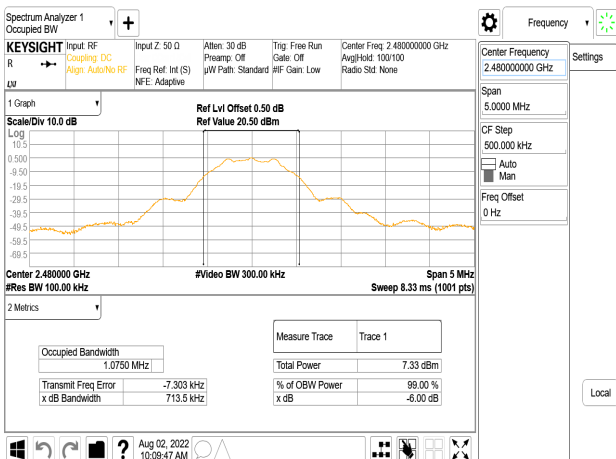 Spectrum Analyzer 1
Occupied BW
Frequency
KEYSIGHT Input: RF Input Z: 50 Ω Atten: 30 dB Trig: Free Run Center Freq: 2.480000000 GHz
R Coupling: DC Preamp: Off Gate: Off Avg|Hold: 100/100
Align: Auto/No RF Freq Ref: Int (S) µW Path: Standard #IF Gain: Low Radio Std: None
NFE: Adaptive
LXI
Center Frequency
2.480000000 GHz
Settings
Span
5.0000 MHz
CF Step
500.000 kHz
Auto
Man
Freq Offset
0 Hz
Local
1 Graph
Ref Lvl Offset 0.50 dB
Scale/Div 10.0 dB Ref Value 20.50 dBm
Log
10.5
0.500
-9.50
-19.5
-29.5
-39.5
-49.5
-59.5
-69.5
Center 2.480000 GHz #Video BW 300.00 kHz Span 5 MHz
#Res BW 100.00 kHz Sweep 8.33 ms (1001 pts)
2 Metrics
Measure Trace Trace 1
Occupied Bandwidth
1.0750 MHz Total Power 7.33 dBm
Transmit Freq Error -7.303 kHz % of OBW Power 99.00 %
x dB Bandwidth 713.5 kHz x dB -6.00 dB
? Aug 02, 2022
10:09:47 AM